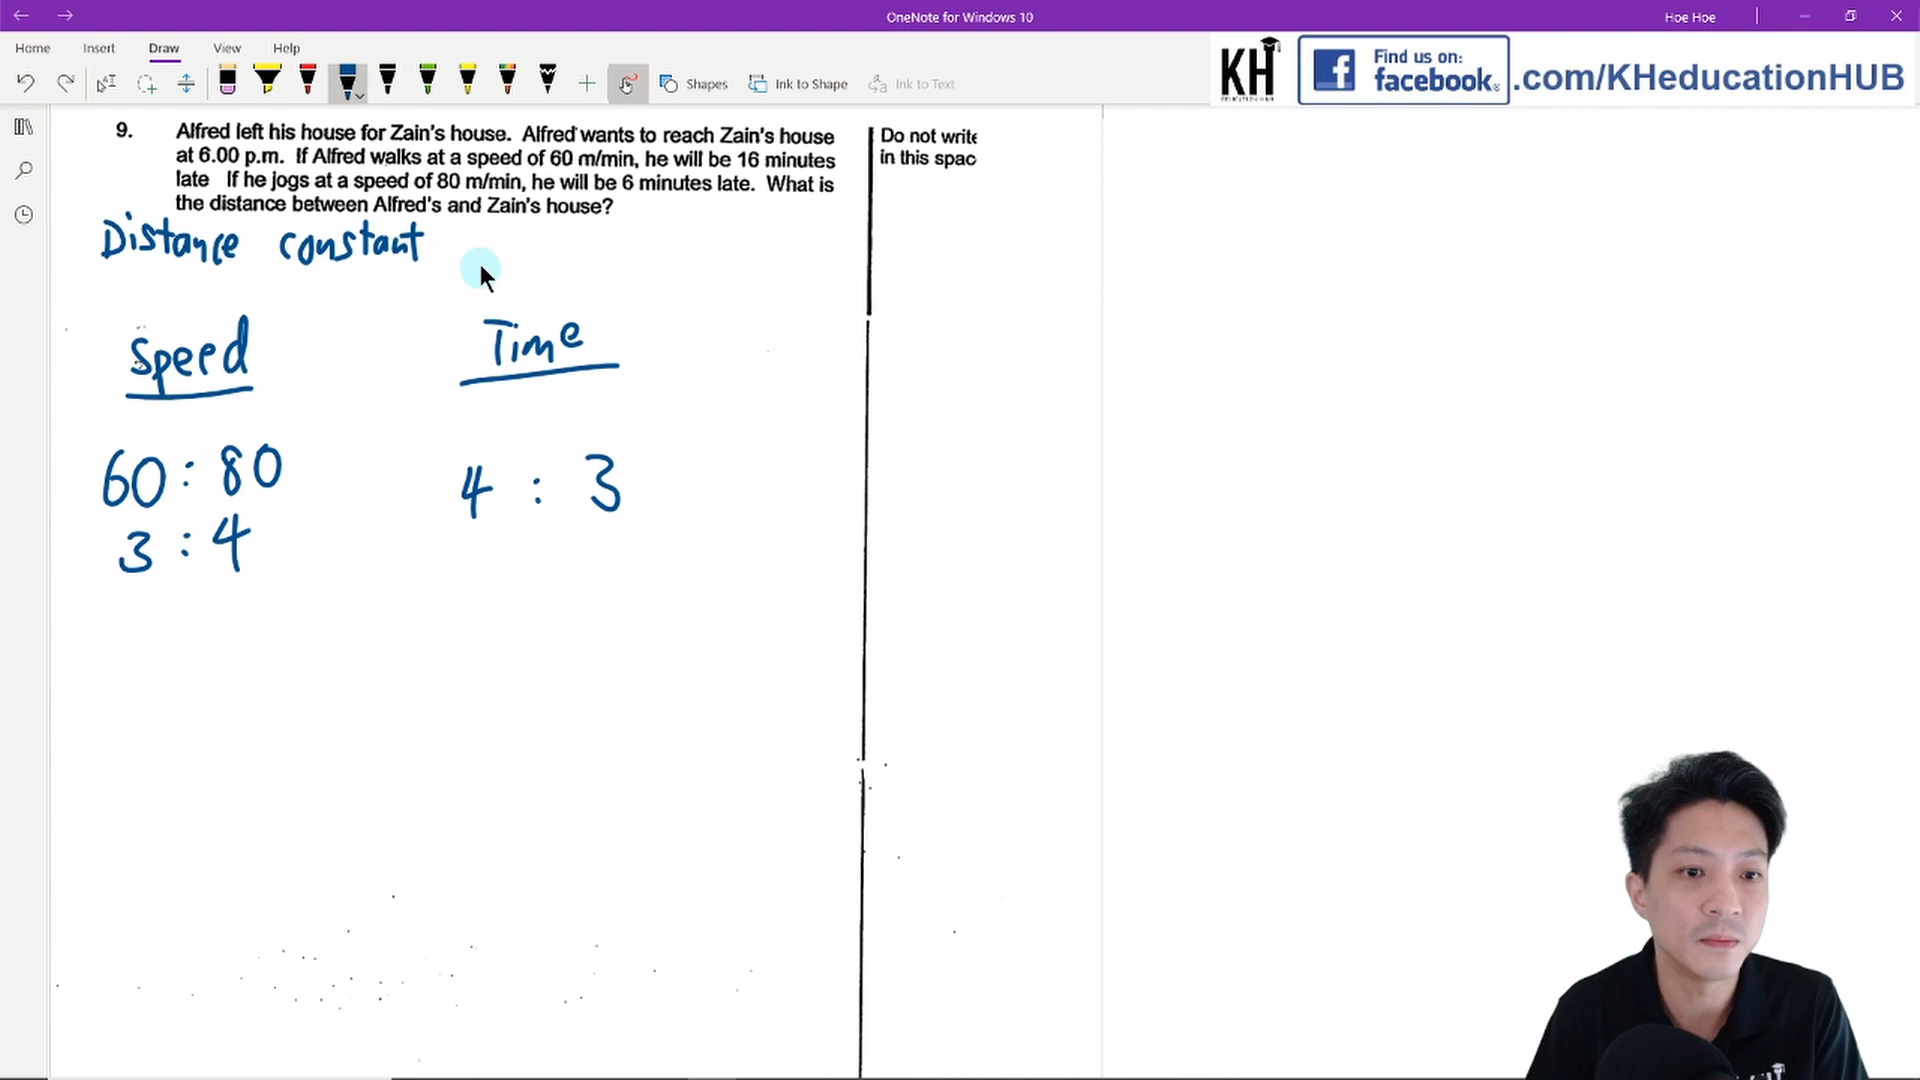 OneNote for Windows 10
Hoe Hoe
Home Insert Draw View Help
Shapes
Ink to Shape
Ink to Text
KH
EDUCATION HUB
Find us on:
facebook.
.com/KHeducationHUB
9. Alfred left his house for Zain's house. Alfred wants to reach Zain's house
at 6.00 p.m. If Alfred walks at a speed of 60 m/min, he will be 16 minutes
late If he jogs at a speed of 80 m/min, he will be 6 minutes late. What is
the distance between Alfred's and Zain's house?
Do not write
in this spac
Distance constant
Speed Time
60 : 80 4 : 3
3 : 4